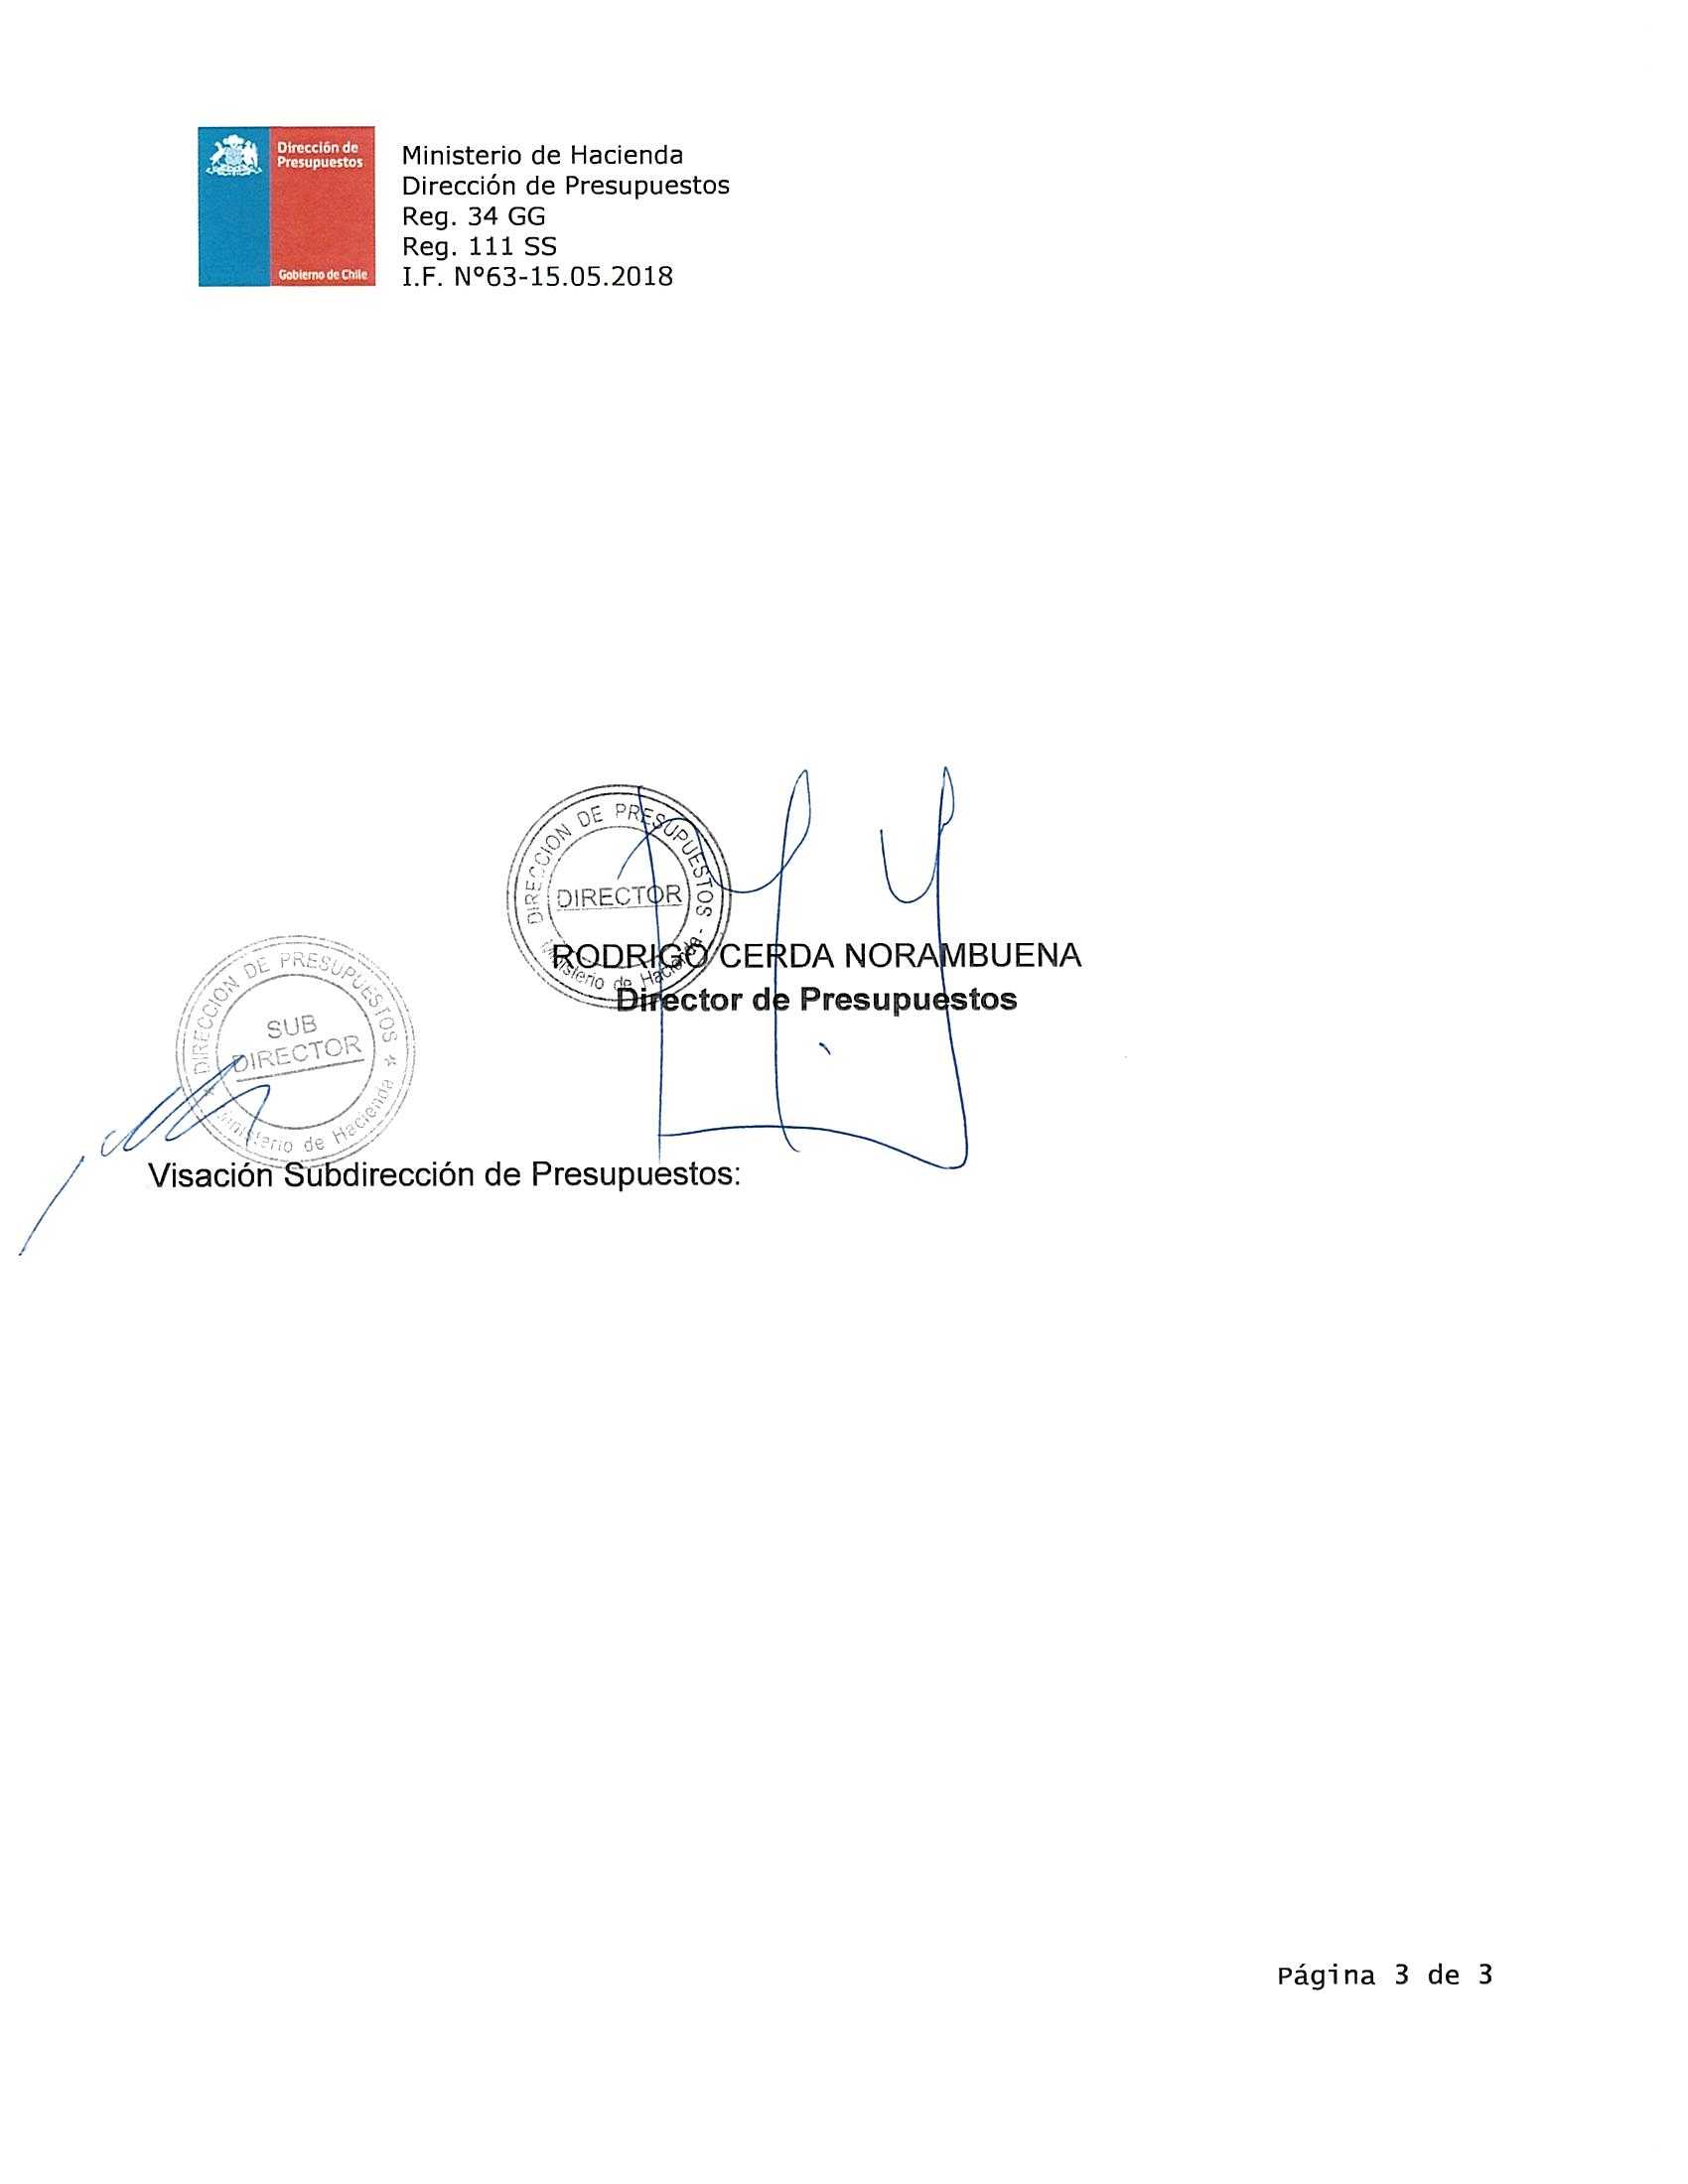 Dirección de
Presupuestos
Gobierno de Chile
Ministerio de Hacienda
Dirección de Presupuestos
Reg. 34 GG
Reg. 111 SS
I.F. N°63-15.05.2018
DIRECCION DE PRESUPUESTOS
DIRECTOR
Ministerio de Hacienda-
RODRIGO CERDA NORAMBUENA
Director de Presupuestos
DIRECCION DE PRESUPUESTOS
SUB
DIRECTOR
Ministerio de Hacienda
Visación Subdirección de Presupuestos:
Página 3 de 3